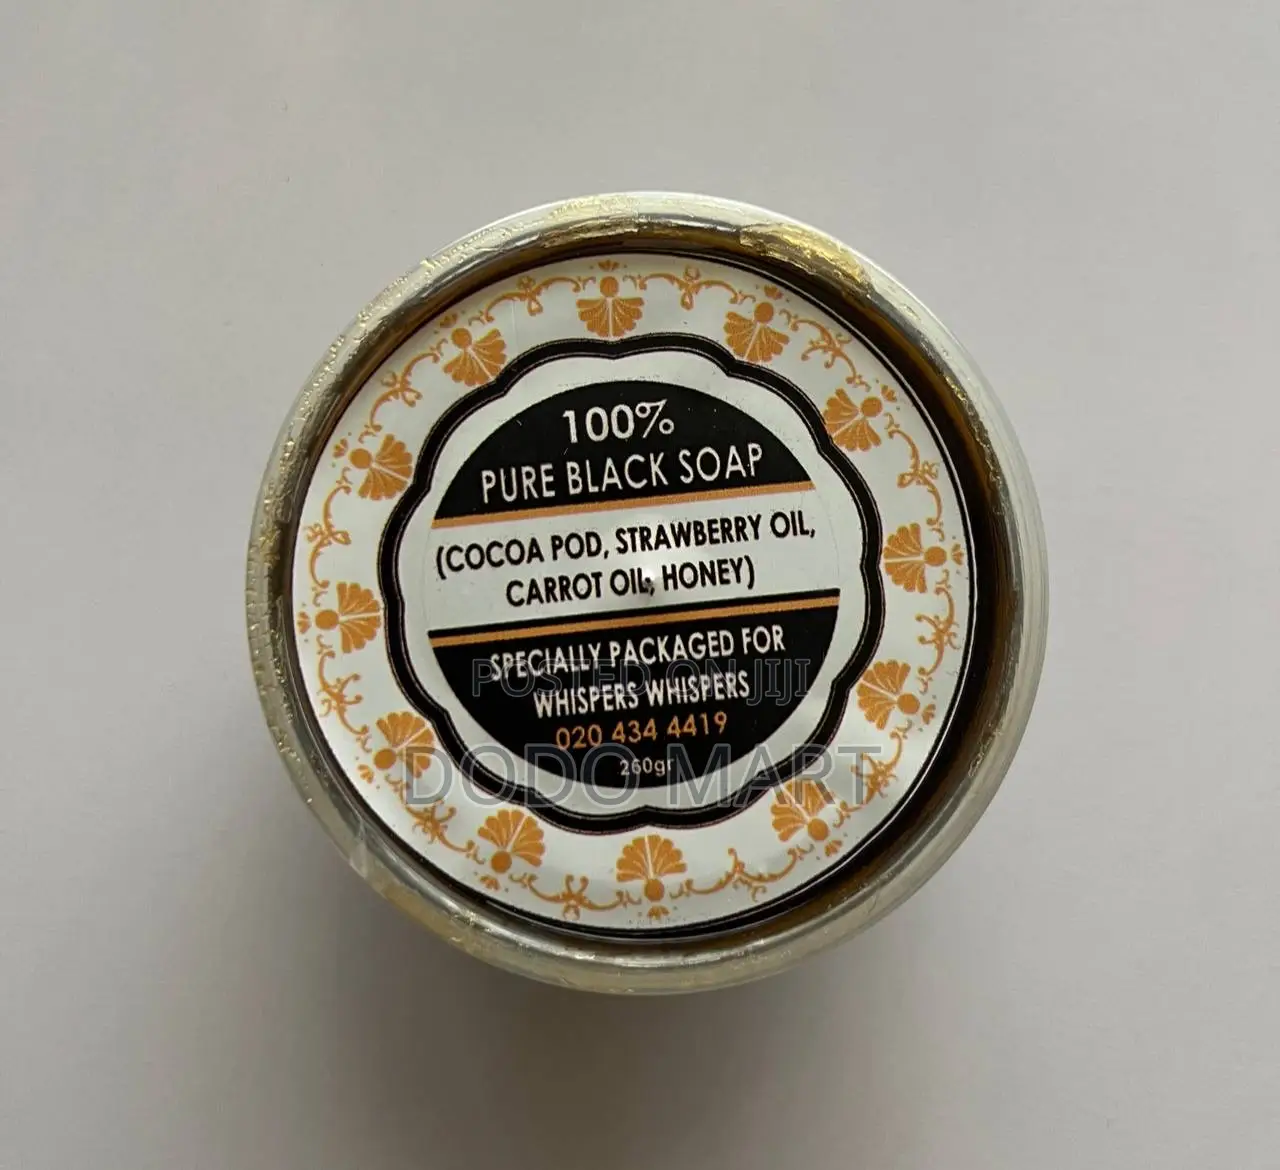 100%
PURE BLACK SOAP
(COCOA POD, STRAWBERRY OIL,
CARROT OIL, HONEY)
SPECIALLY PACKAGED FOR
POSTED ON JIJI
WHISPERS WHISPERS
020 434 4419
DODO MART
260gr